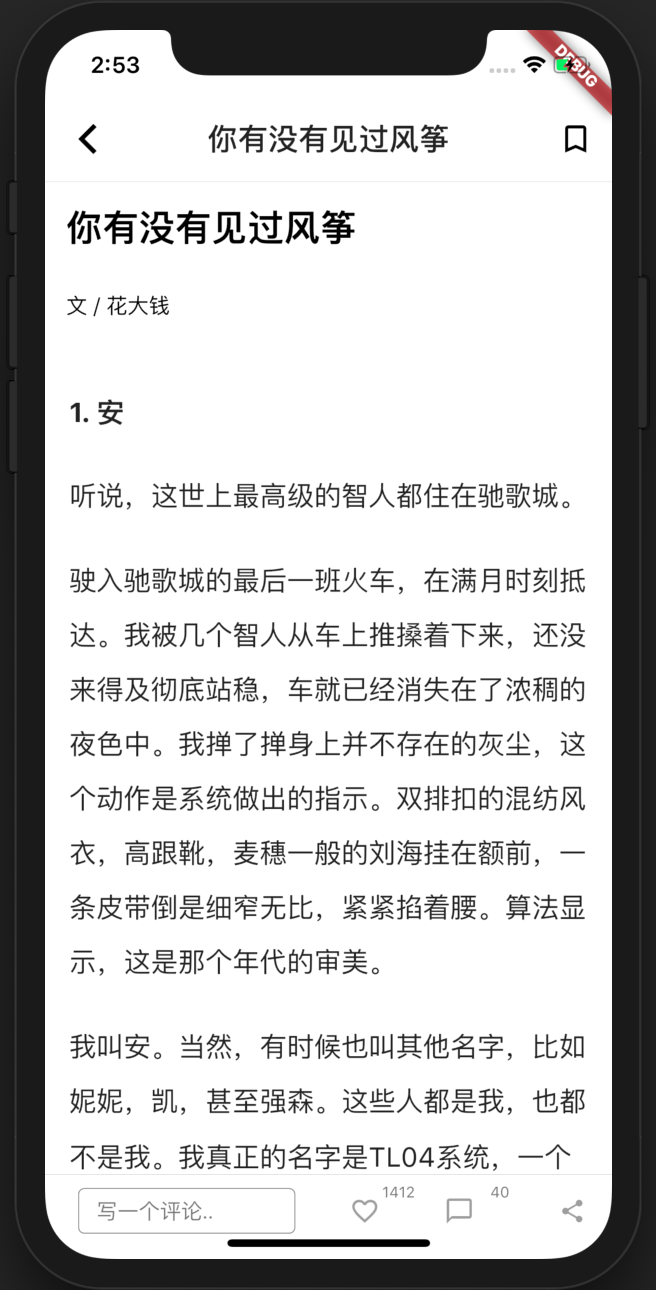 2:53
DEBUG
你有没有见过风筝
你有没有见过风筝
文 / 花大钱
1. 安
听说，这世上最高级的智人都住在驰歌城。
驶入驰歌城的最后一班火车，在满月时刻抵
达。我被几个智人从车上推搡着下来，还没
来得及彻底站稳，车就已经消失在了浓稠的
夜色中。我掸了掸身上并不存在的灰尘，这
个动作是系统做出的指示。双排扣的混纺风
衣，高跟靴，麦穗一般的刘海挂在额前，一
条皮带倒是细窄无比，紧紧掐着腰。算法显
示，这是那个年代的审美。
我叫安。当然，有时候也叫其他名字，比如
妮妮，凯，甚至强森。这些人都是我，也都
不是我。我真正的名字是TL04系统，一个
写一个评论..
1412
40